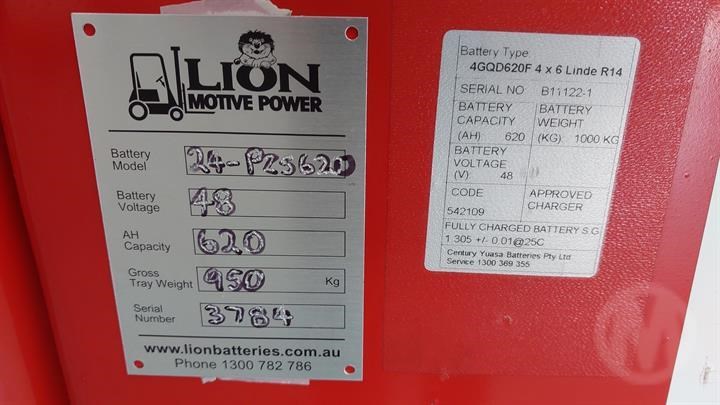 LION
MOTIVE POWER
Battery Model 24-PZS620
Battery Voltage 48
AH Capacity 620
Gross Tray Weight 950 Kg
Serial Number 3784
www.lionbatteries.com.au
Phone 1300 782 786
Battery Type:
4GQD620F 4 x 6 Linde R14
SERIAL NO B11122-1
BATTERY CAPACITY (AH) 620
BATTERY WEIGHT (KG) 1000 KG
BATTERY VOLTAGE (V) 48
CODE 542109
APPROVED CHARGER
FULLY CHARGED BATTERY S.G
1.305 +/- 0.01@25C
Century Yuasa Batteries Pty Ltd
Service 1300 369 355